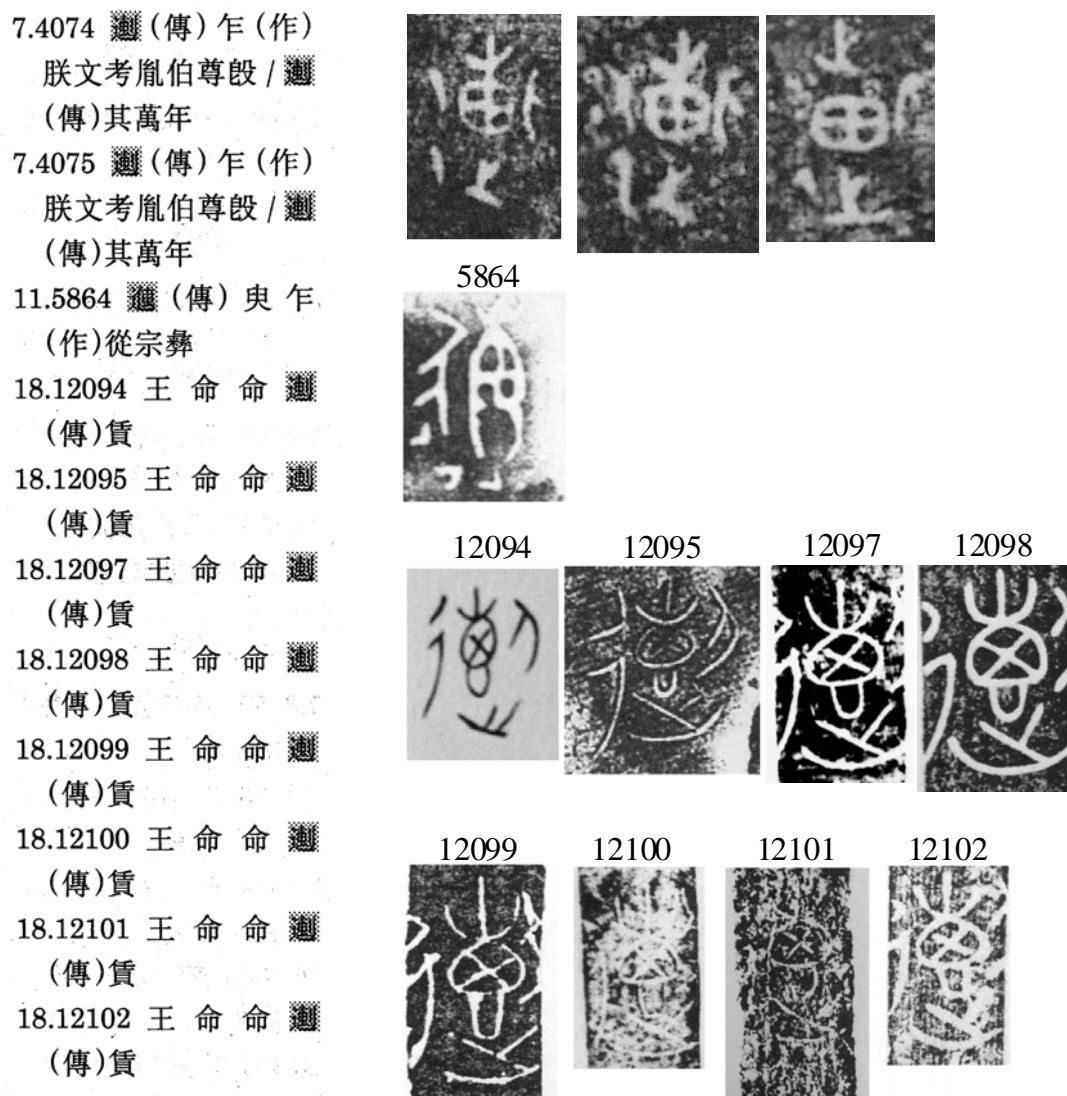 7.4074 (傳) 乍 (作)
朕文考胤伯尊𣪘 /
(傳)其萬年
7.4075 (傳) 乍 (作)
朕文考胤伯尊𣪘 /
(傳)其萬年
11.5864 (傳) 㬰 乍
(作)從宗彝
18.12094 王 命 命
(傳)賃
18.12095 王 命 命
(傳)賃
18.12097 王 命 命
(傳)賃
18.12098 王 命 命
(傳)賃
18.12099 王 命 命
(傳)賃
18.12100 王 命 命
(傳)賃
18.12101 王 命 命
(傳)賃
18.12102 王 命 命
(傳)賃
5864
12094 12095 12097 12098
12099 12100 12101 12102